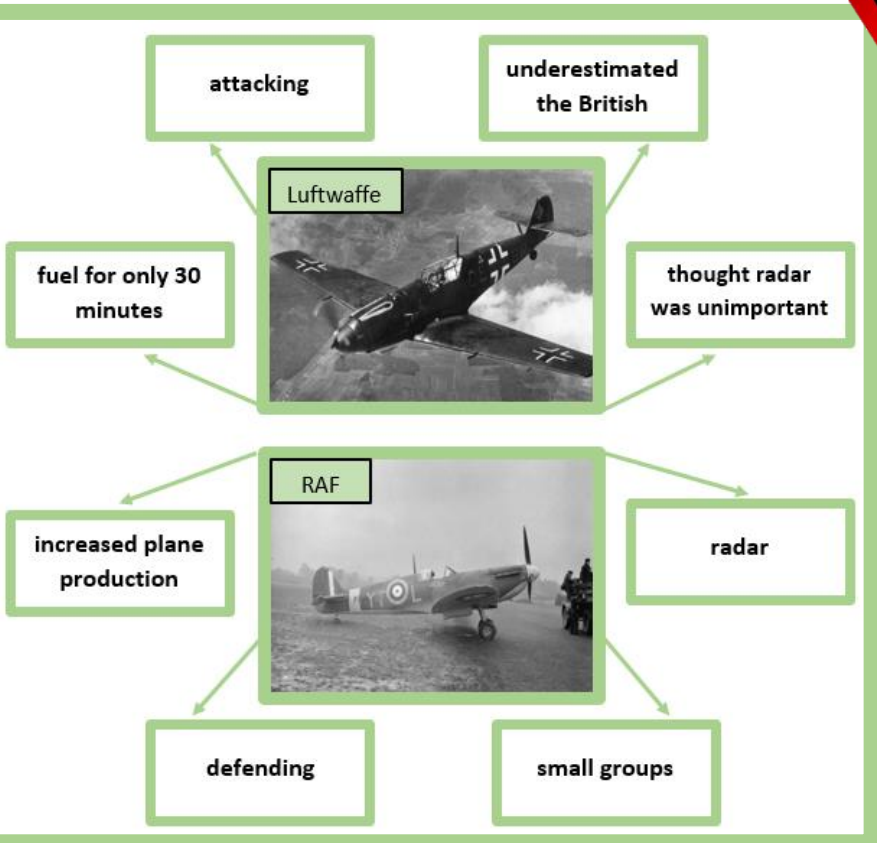 attacking
underestimated
the British
Luftwaffe
fuel for only 30
minutes
thought radar
was unimportant
RAF
increased plane
production
radar
YT L
defending
small groups